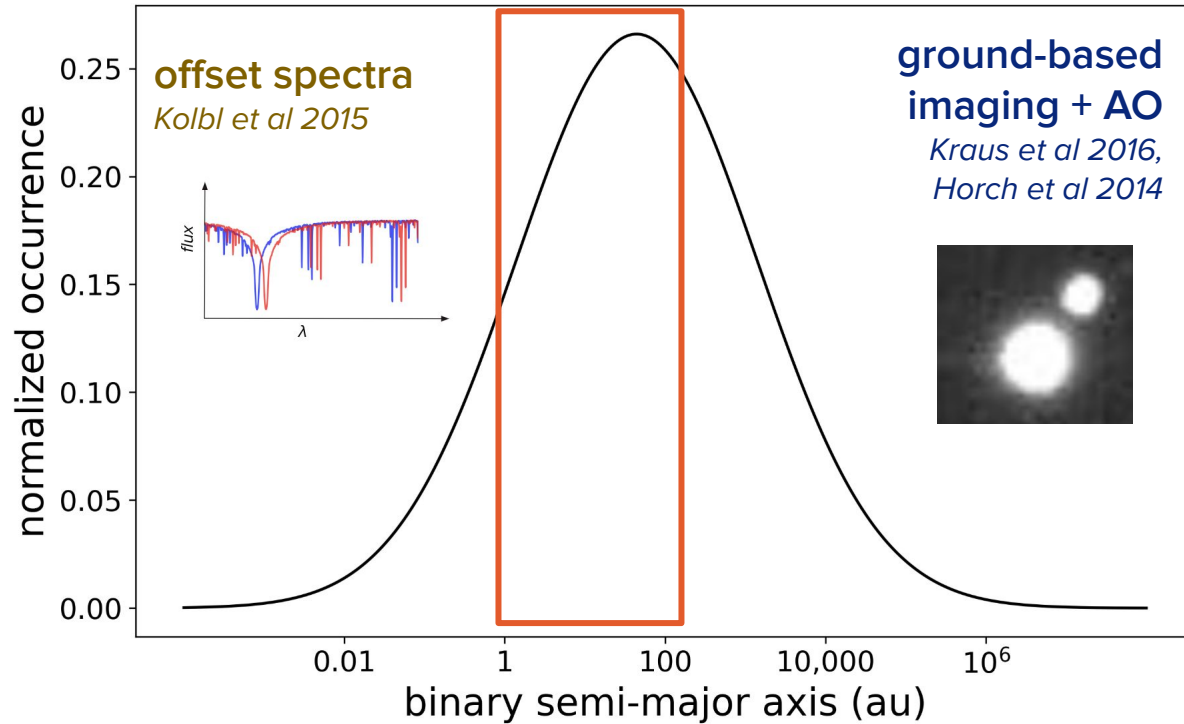 offset spectra
Kolbl et al 2015
ground-based
imaging + AO
Kraus et al 2016,
Horch et al 2014
flux
λ
normalized occurrence
0.25
0.20
0.15
0.10
0.05
0.00
0.01
1
100
10,000
10⁶
binary semi-major axis (au)